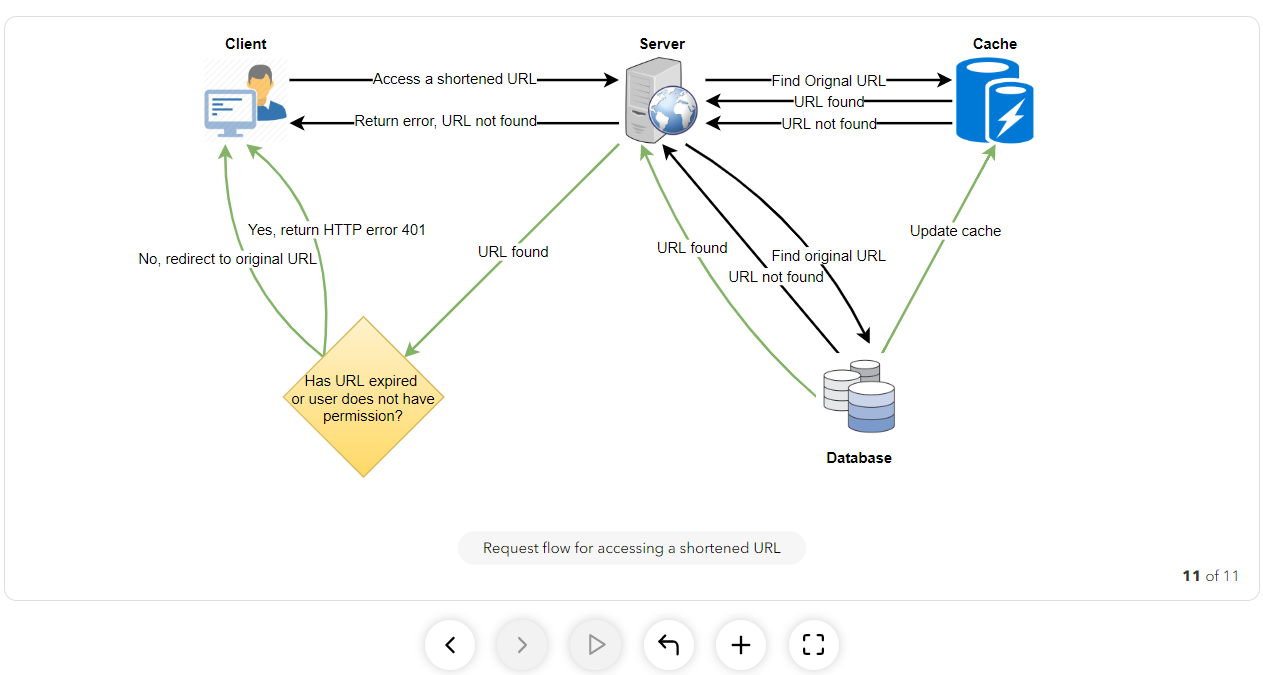 Client
Server
Cache
Access a shortened URL
Find Orignal URL
URL found
Return error, URL not found
URL not found
Yes, return HTTP error 401
No, redirect to original URL
URL found
URL found
Find original URL
URL not found
Update cache
Has URL expired
or user does not have
permission?
Database
Request flow for accessing a shortened URL
11 of 11